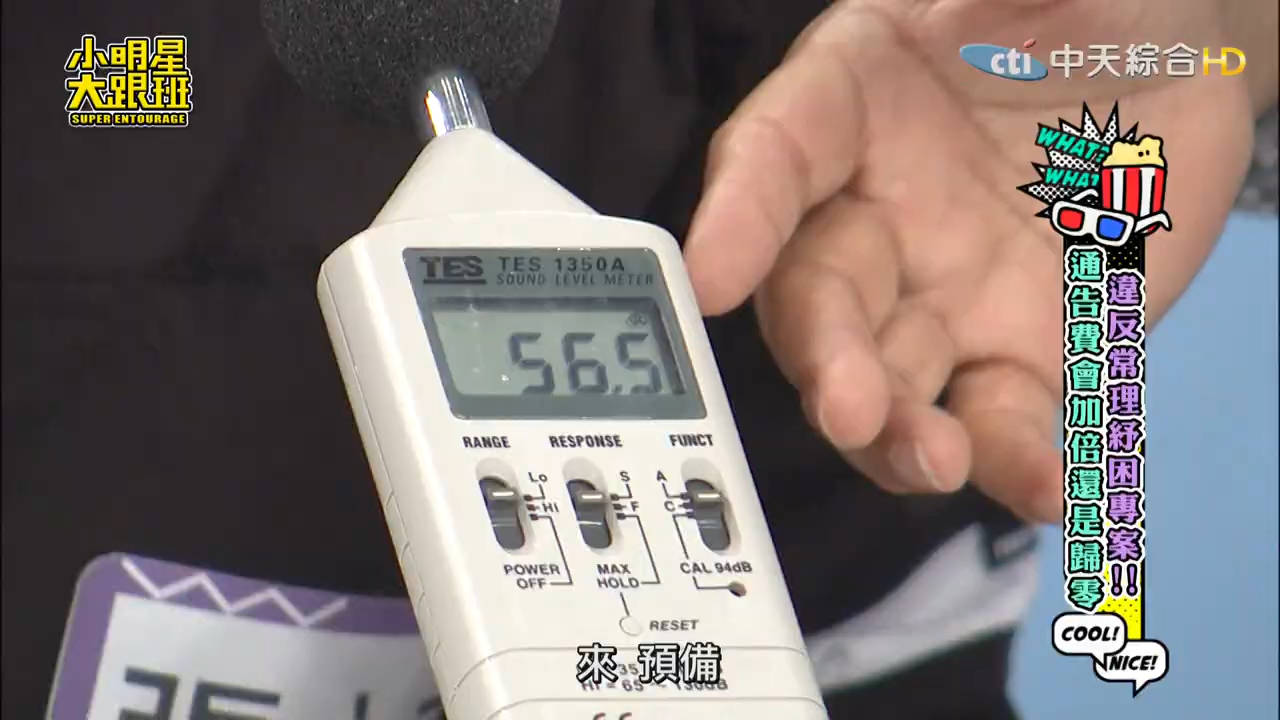 小明星
大跟班
SUPER ENTOURAGE
cti 中天綜合HD
WHAT?
WHAT?
違反常理紓困專案!!
通告費會加倍還是歸零
COOL!
NICE!
TES TES 1350A
SOUND LEVEL METER
56.5
RANGE RESPONSE FUNCT
Lo S A
Hi F C
POWER OFF
MAX HOLD
CAL 94dB
RESET
來 預備